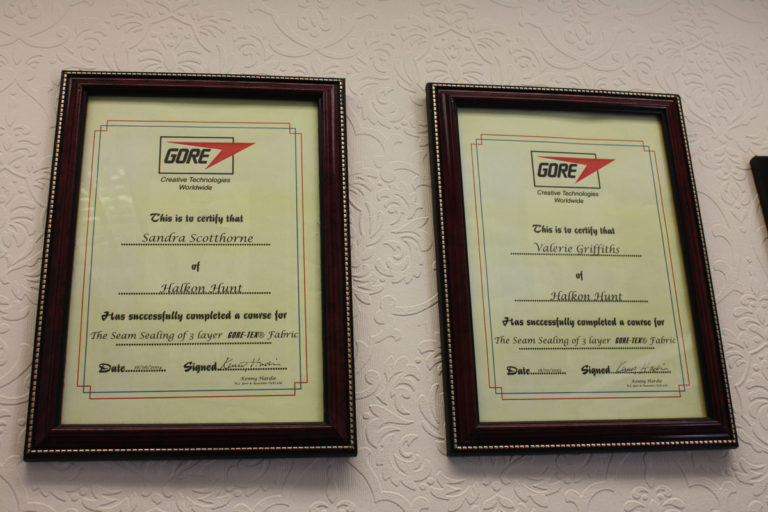 GORE
Creative Technologies
Worldwide
This is to certify that
Sandra Scotthorne
of
Halkon Hunt
Has successfully completed a course for
The Seam Sealing of 3 layer GORE-TEX® Fabric
Date
Signed
Kenny Hardie
GORE
Creative Technologies
Worldwide
This is to certify that
Valerie Griffiths
of
Halkon Hunt
Has successfully completed a course for
The Seam Sealing of 3 layer GORE-TEX® Fabric
Date
Signed
Kenny Hardie